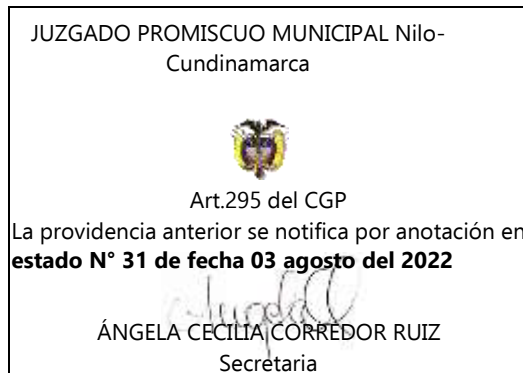 JUZGADO PROMISCUO MUNICIPAL Nilo-
Cundinamarca
Art.295 del CGP
La providencia anterior se notifica por anotación en
estado N° 31 de fecha 03 agosto del 2022
ÁNGELA CECILIA CORREDOR RUIZ
Secretaria